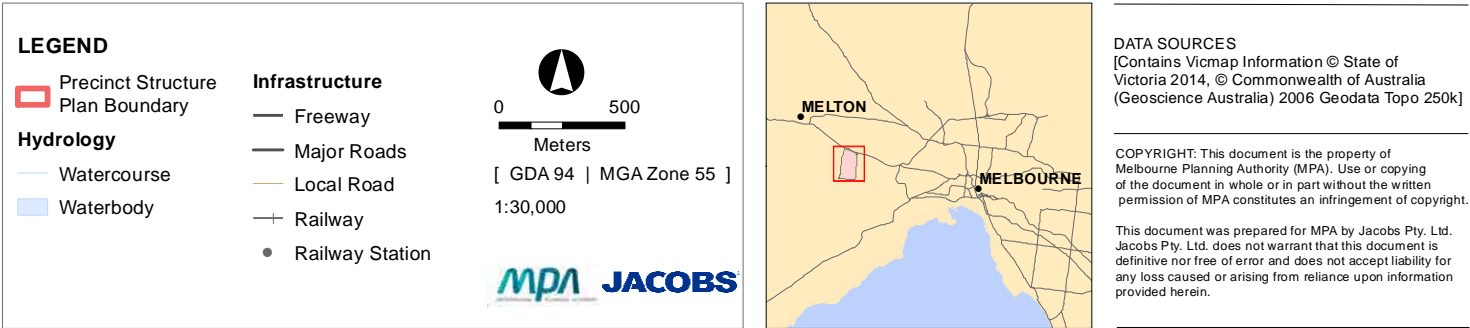 LEGEND
Precinct Structure
Plan Boundary
Hydrology
Watercourse
Waterbody
Infrastructure
Freeway
Major Roads
Local Road
Railway
Railway Station
0 500
Meters
[ GDA 94 | MGA Zone 55 ]
1:30,000
MPA JACOBS
MELTON
MELBOURNE
DATA SOURCES
[Contains Vicmap Information © State of
Victoria 2014, © Commonwealth of Australia
(Geoscience Australia) 2006 Geodata Topo 250k]
COPYRIGHT: This document is the property of
Melbourne Planning Authority (MPA). Use or copying
of the document in whole or in part without the written
permission of MPA constitutes an infringement of copyright.
This document was prepared for MPA by Jacobs Pty. Ltd.
Jacobs Pty. Ltd. does not warrant that this document is
definitive nor free of error and does not accept liability for
any loss caused or arising from reliance upon information
provided herein.